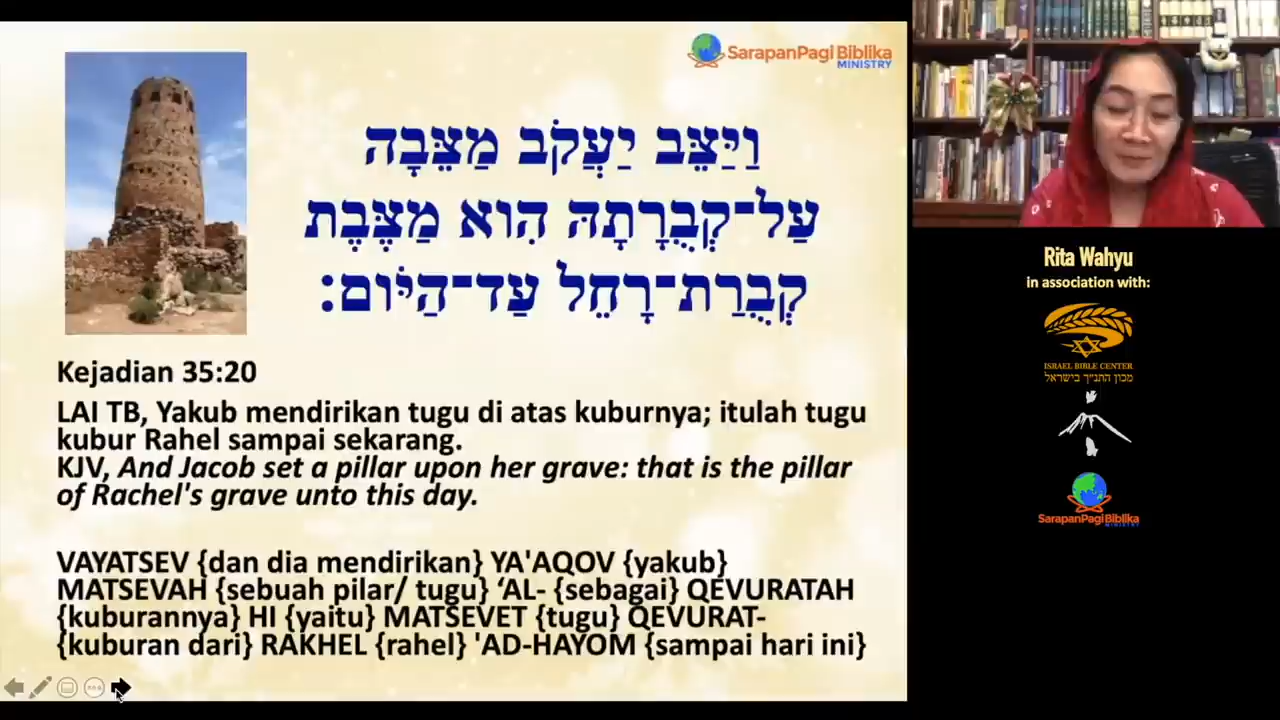 SarapanPagi Biblika
MINISTRY
וַיַּצֵּב יַעֲקֹב מַצֵּבָה
עַל־קְבֻרָתָהּ הִוא מַצֶּבֶת
קְבֻרַת־רָחֵל עַד־הַיּוֹם׃
Kejadian 35:20
LAI TB, Yakub mendirikan tugu di atas kuburnya; itulah tugu
kubur Rahel sampai sekarang.
KJV, And Jacob set a pillar upon her grave: that is the pillar
of Rachel's grave unto this day.
VAYATSEV {dan dia mendirikan} YA'AQOV {yakub}
MATSEVAH {sebuah pilar/ tugu} ‘AL- {sebagai} QEVURATAH
{kuburannya} HI {yaitu} MATSEVET {tugu} QEVURAT-
{kuburan dari} RAKHEL {rahel} 'AD-HAYOM {sampai hari ini}
Rita Wahyu
in association with:
ISRAEL BIBLE CENTER
מכון התנ״ך בישראל
SarapanPagi Biblika
MINISTRY